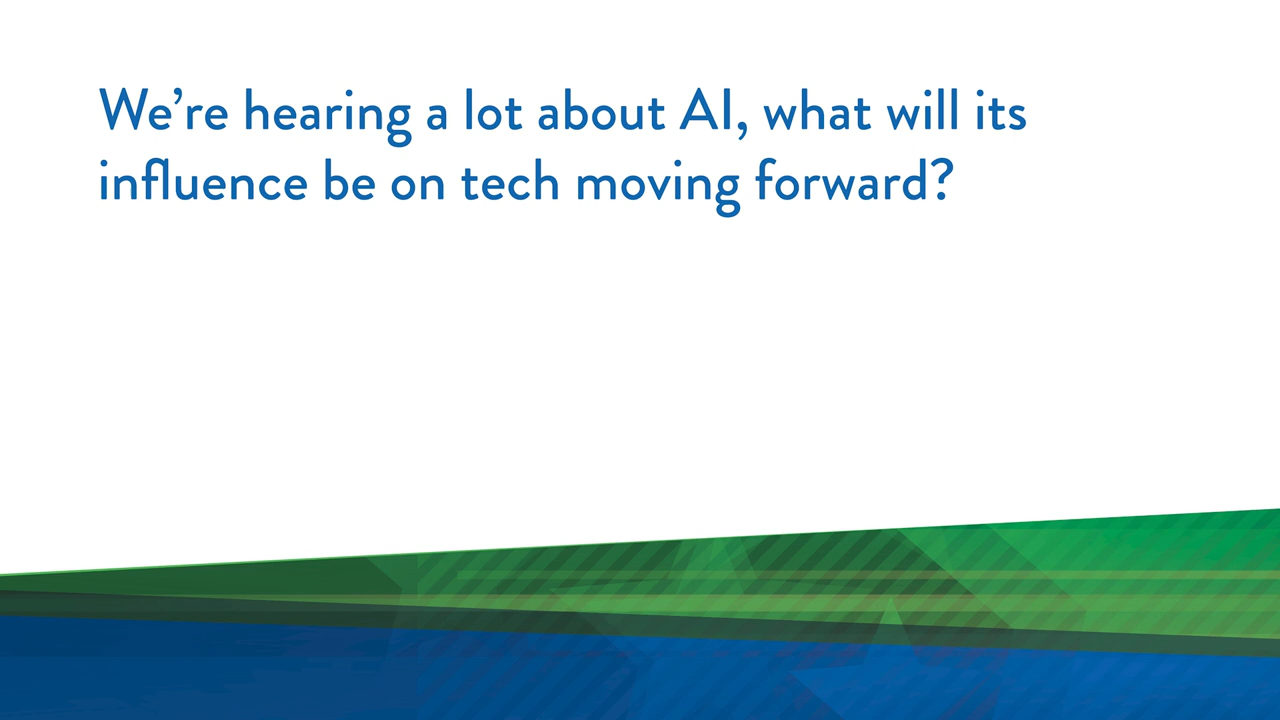 We’re hearing a lot about AI, what will its
influence be on tech moving forward?